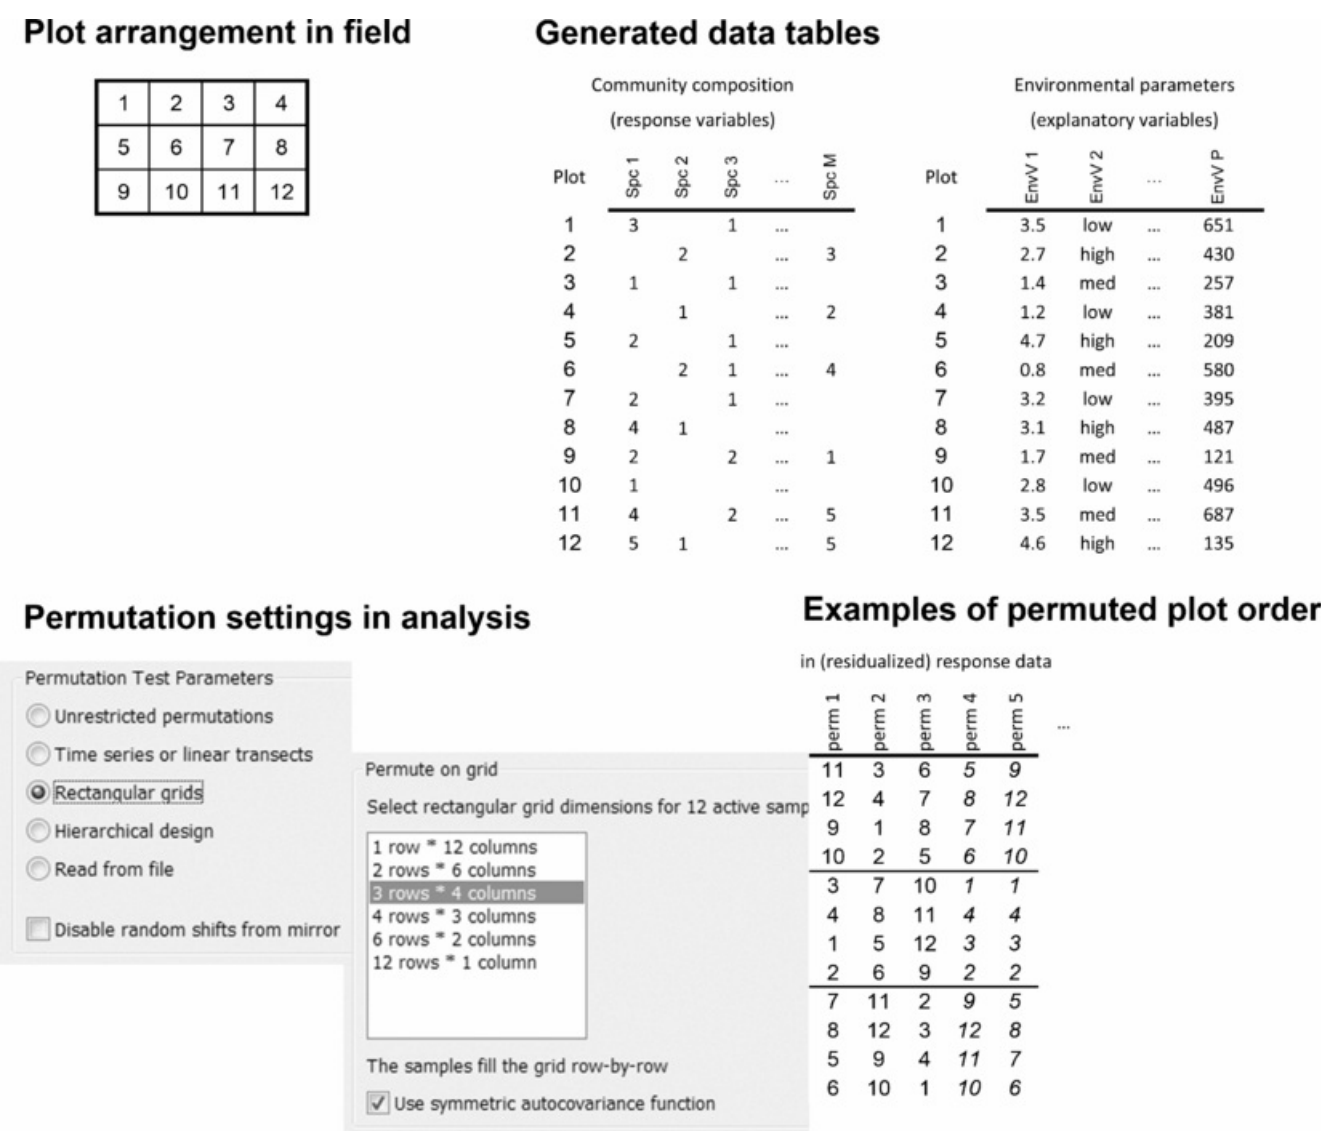 Plot arrangement in field
1 2 3 4
5 6 7 8
9 10 11 12
Generated data tables
Community composition
(response variables)
Plot Spc 1 Spc 2 Spc 3 ... Spc M
1 3 1 ...
2 2 ... 3
3 1 1 ...
4 1 ... 2
5 2 1 ...
6 2 1 ... 4
7 2 1 ...
8 4 1 ...
9 2 2 ... 1
10 1 ...
11 4 2 ... 5
12 5 1 ... 5
Environmental parameters
(explanatory variables)
Plot EnvV 1 EnvV 2 ... EnvV P
1 3.5 low ... 651
2 2.7 high ... 430
3 1.4 med ... 257
4 1.2 low ... 381
5 4.7 high ... 209
6 0.8 med ... 580
7 3.2 low ... 395
8 3.1 high ... 487
9 1.7 med ... 121
10 2.8 low ... 496
11 3.5 med ... 687
12 4.6 high ... 135
Permutation settings in analysis
Permutation Test Parameters
Unrestricted permutations
Time series or linear transects
Rectangular grids
Hierarchical design
Read from file
Disable random shifts from mirror
Permute on grid
Select rectangular grid dimensions for 12 active samp
1 row * 12 columns
2 rows * 6 columns
3 rows * 4 columns
4 rows * 3 columns
6 rows * 2 columns
12 rows * 1 column
The samples fill the grid row-by-row
Use symmetric autocovariance function
Examples of permuted plot order
in (residualized) response data
perm 1 perm 2 perm 3 perm 4 perm 5 ...
11 3 6 5 9
12 4 7 8 12
9 1 8 7 11
10 2 5 6 10
3 7 10 1 1
4 8 11 4 4
1 5 12 3 3
2 6 9 2 2
7 11 2 9 5
8 12 3 12 8
5 9 4 11 7
6 10 1 10 6